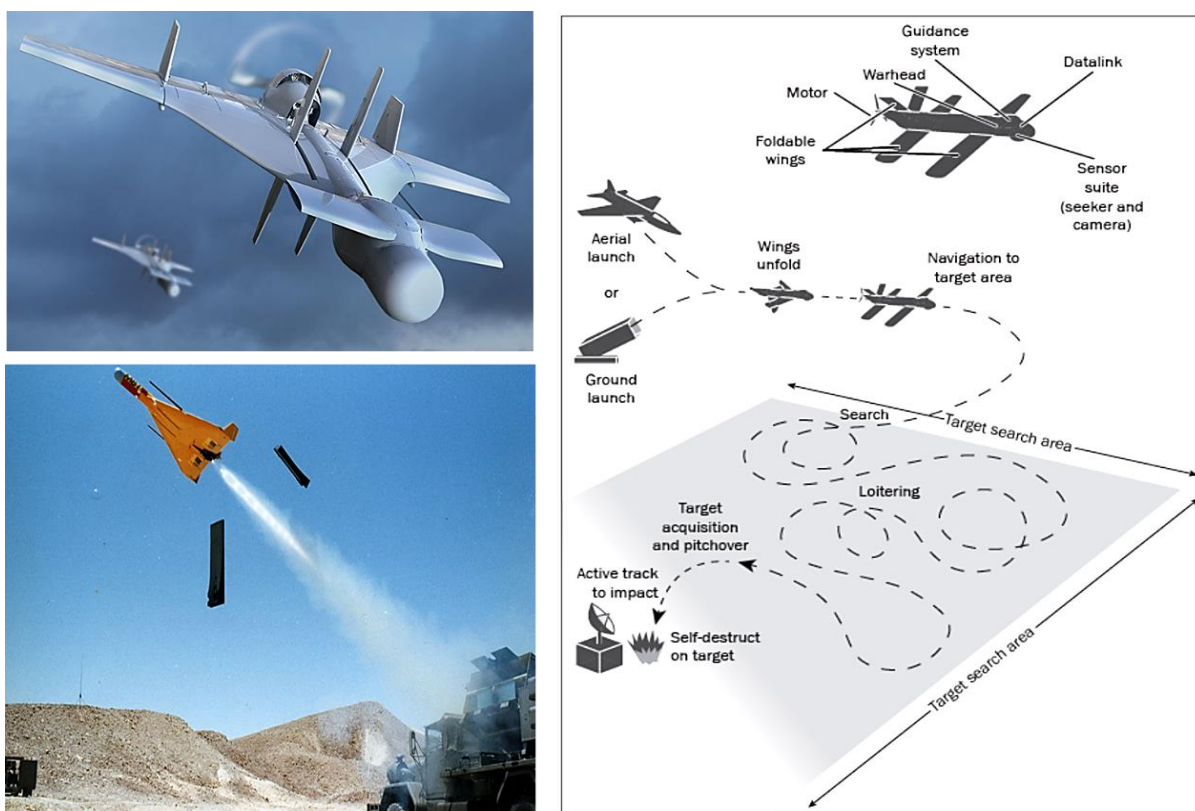 Guidance
system
Warhead
Datalink
Motor
Foldable
wings
Sensor
suite
(seeker and
camera)
Aerial
launch
or
Ground
launch
Wings
unfold
Navigation to
target area
Search
Target search area
Loitering
Target
acquisition
and pitchover
Active track
to impact
Self-destruct
on target
Target search area